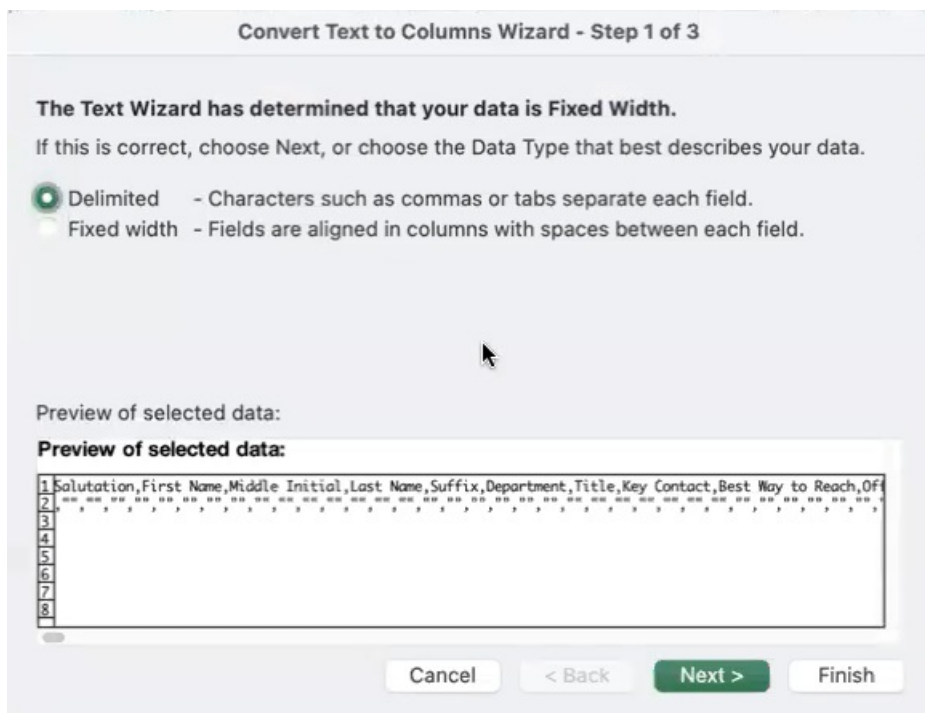 Convert Text to Columns Wizard - Step 1 of 3
The Text Wizard has determined that your data is Fixed Width.
If this is correct, choose Next, or choose the Data Type that best describes your data.
Delimited - Characters such as commas or tabs separate each field.
Fixed width - Fields are aligned in columns with spaces between each field.
Preview of selected data:
Preview of selected data:
1 Salutation,First Name,Middle Initial,Last Name,Suffix,Department,Title,Key Contact,Best Way to Reach,Of
2 ,"","","","","","","","","","","","","","","","","","","","","","","","","","","",
3
4
5
6
7
8
Cancel < Back Next > Finish